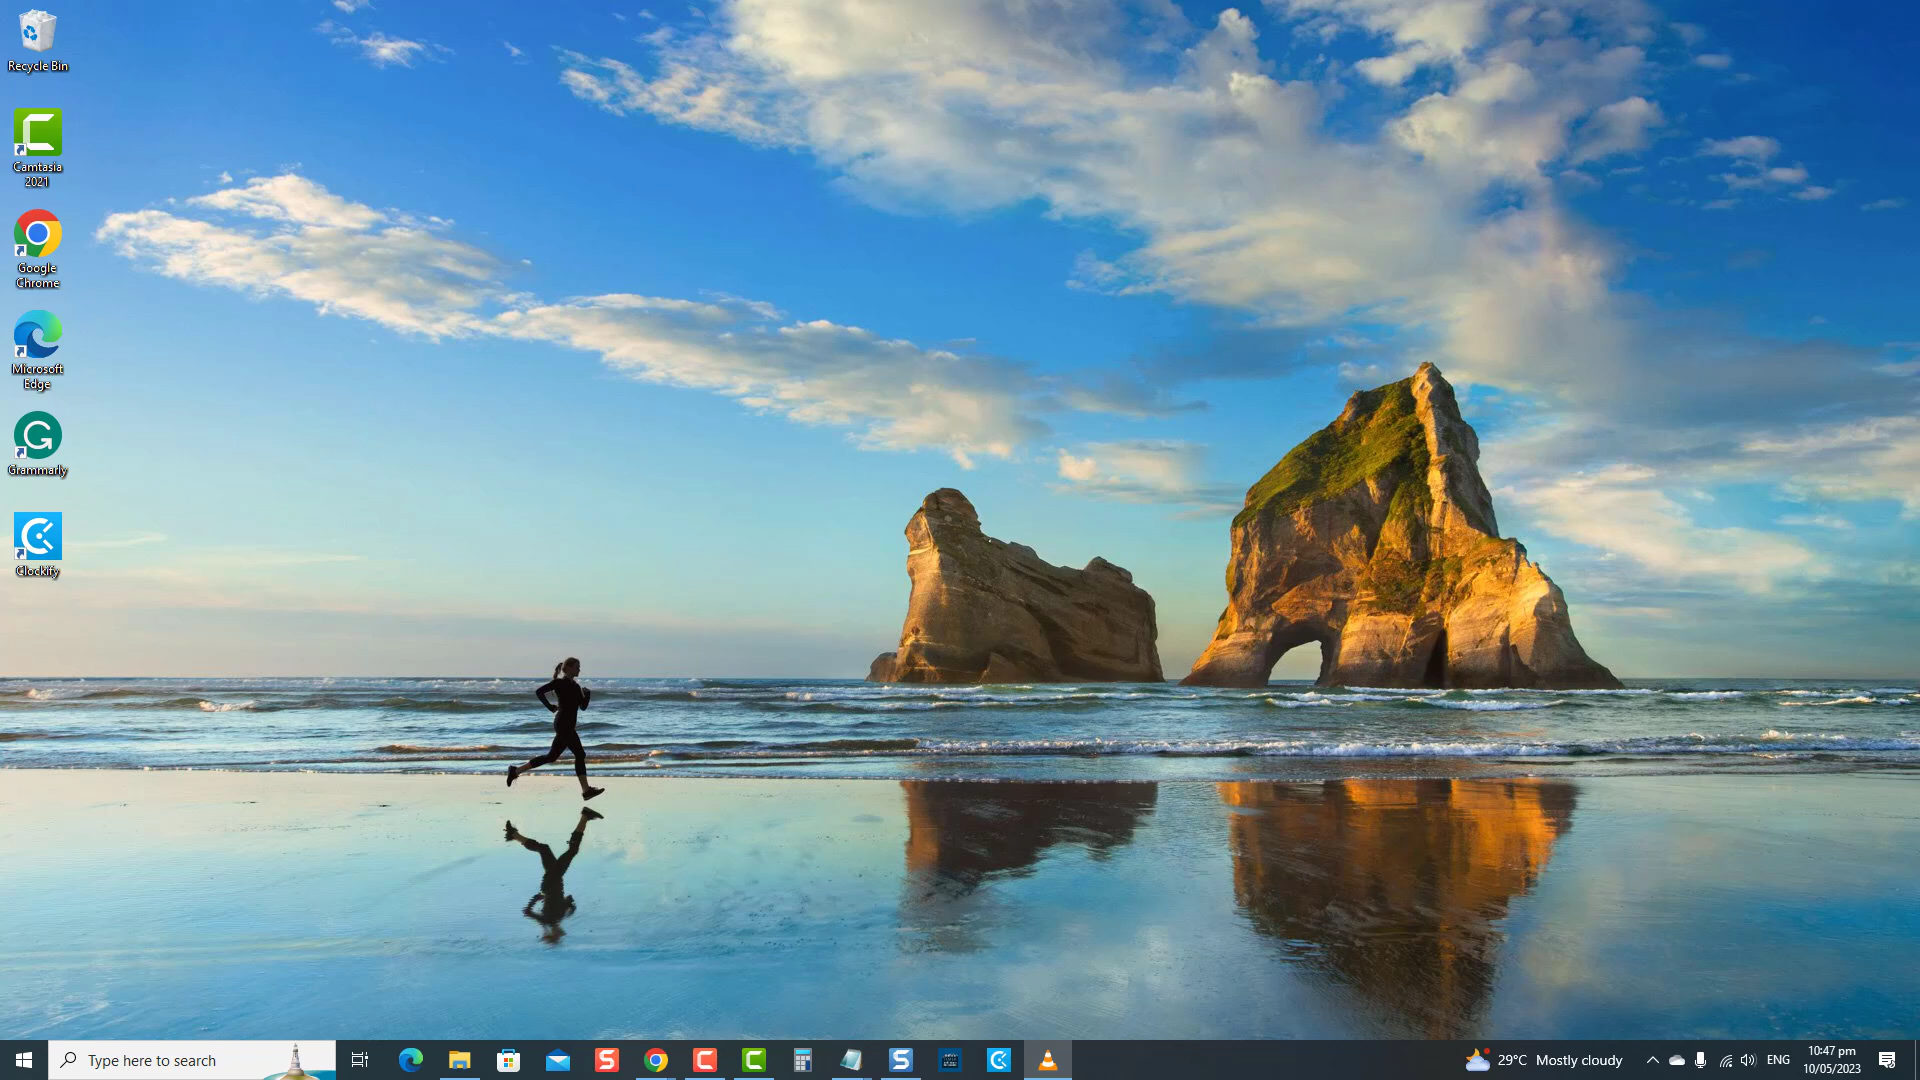 Recycle Bin
Camtasia
2021
Google
Chrome
Microsoft
Edge
Grammarly
Clockify
Type here to search
29°C Mostly cloudy
ENG
10:47 pm
10/05/2023